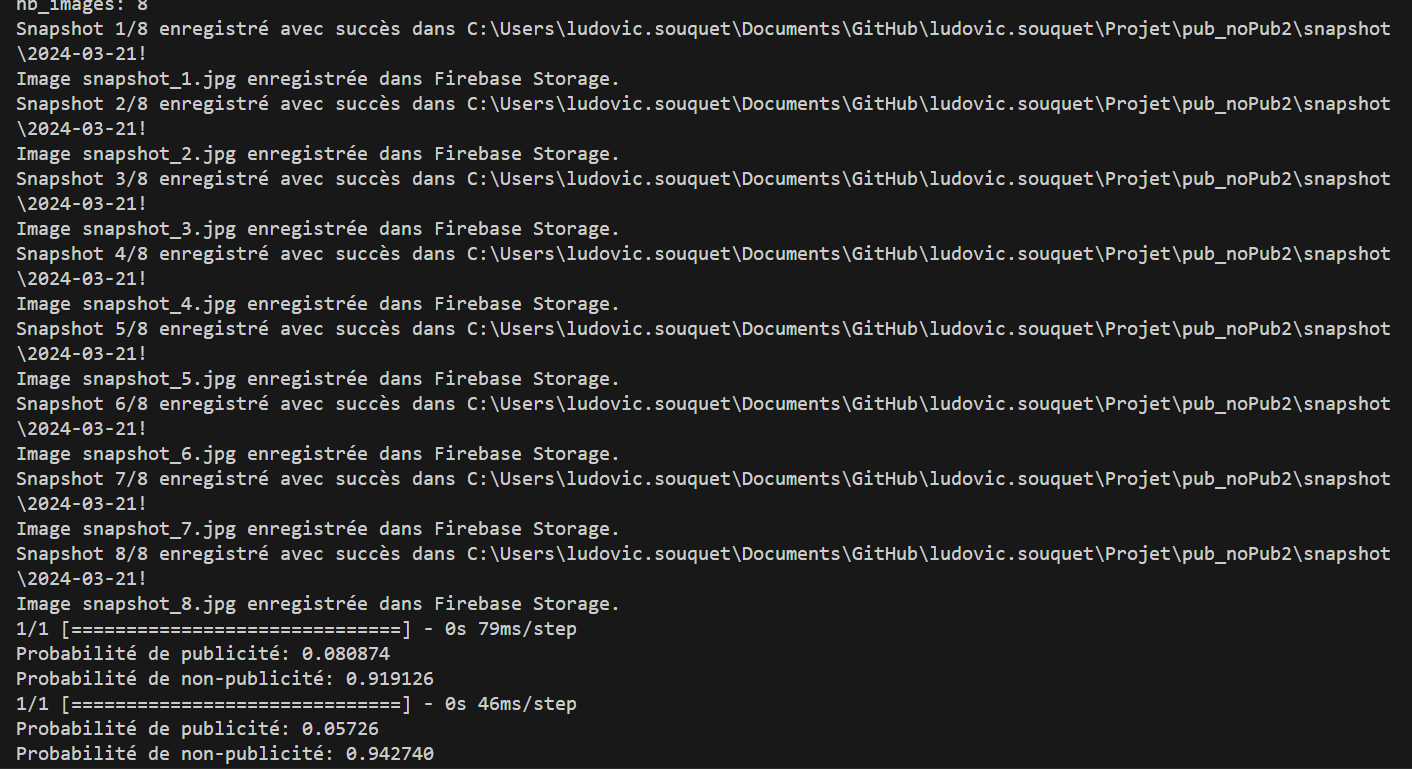 nb_images: 8
Snapshot 1/8 enregistré avec succès dans C:\Users\ludovic.souquet\Documents\GitHub\ludovic.souquet\Projet\pub_noPub2\snapshot
\2024-03-21!
Image snapshot_1.jpg enregistrée dans Firebase Storage.
Snapshot 2/8 enregistré avec succès dans C:\Users\ludovic.souquet\Documents\GitHub\ludovic.souquet\Projet\pub_noPub2\snapshot
\2024-03-21!
Image snapshot_2.jpg enregistrée dans Firebase Storage.
Snapshot 3/8 enregistré avec succès dans C:\Users\ludovic.souquet\Documents\GitHub\ludovic.souquet\Projet\pub_noPub2\snapshot
\2024-03-21!
Image snapshot_3.jpg enregistrée dans Firebase Storage.
Snapshot 4/8 enregistré avec succès dans C:\Users\ludovic.souquet\Documents\GitHub\ludovic.souquet\Projet\pub_noPub2\snapshot
\2024-03-21!
Image snapshot_4.jpg enregistrée dans Firebase Storage.
Snapshot 5/8 enregistré avec succès dans C:\Users\ludovic.souquet\Documents\GitHub\ludovic.souquet\Projet\pub_noPub2\snapshot
\2024-03-21!
Image snapshot_5.jpg enregistrée dans Firebase Storage.
Snapshot 6/8 enregistré avec succès dans C:\Users\ludovic.souquet\Documents\GitHub\ludovic.souquet\Projet\pub_noPub2\snapshot
\2024-03-21!
Image snapshot_6.jpg enregistrée dans Firebase Storage.
Snapshot 7/8 enregistré avec succès dans C:\Users\ludovic.souquet\Documents\GitHub\ludovic.souquet\Projet\pub_noPub2\snapshot
\2024-03-21!
Image snapshot_7.jpg enregistrée dans Firebase Storage.
Snapshot 8/8 enregistré avec succès dans C:\Users\ludovic.souquet\Documents\GitHub\ludovic.souquet\Projet\pub_noPub2\snapshot
\2024-03-21!
Image snapshot_8.jpg enregistrée dans Firebase Storage.
1/1 [==============================] - 0s 79ms/step
Probabilité de publicité: 0.080874
Probabilité de non-publicité: 0.919126
1/1 [==============================] - 0s 46ms/step
Probabilité de publicité: 0.05726
Probabilité de non-publicité: 0.942740